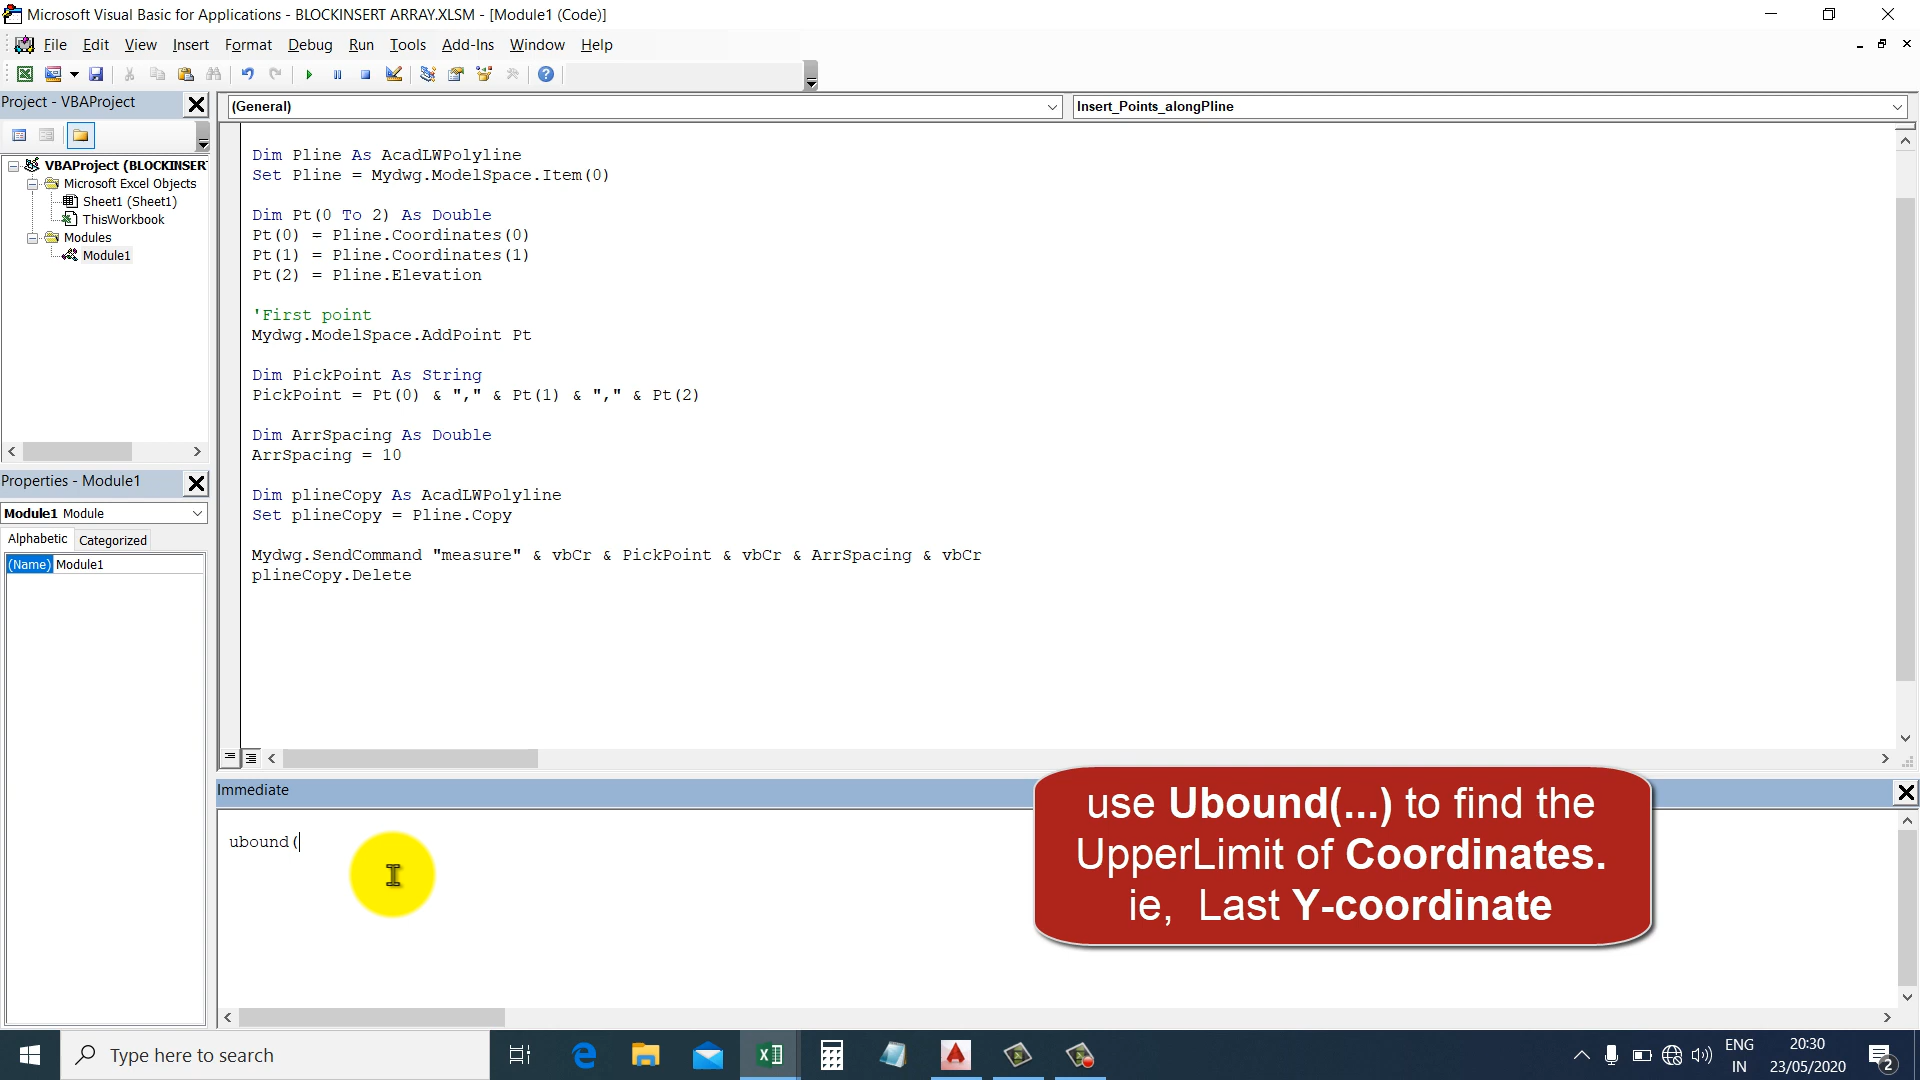 Microsoft Visual Basic for Applications - BLOCKINSERT ARRAY.XLSM - [Module1 (Code)]
File Edit View Insert Format Debug Run Tools Add-Ins Window Help
Project - VBAProject
(General)
Insert_Points_alongPline
VBAProject (BLOCKINSER
Microsoft Excel Objects
Sheet1 (Sheet1)
ThisWorkbook
Modules
Module1
Properties - Module1
Module1 Module
Alphabetic Categorized
(Name) Module1
Dim Pline As AcadLWPolyline
Set Pline = Mydwg.ModelSpace.Item(0)
Dim Pt(0 To 2) As Double
Pt(0) = Pline.Coordinates(0)
Pt(1) = Pline.Coordinates(1)
Pt(2) = Pline.Elevation
'First point
Mydwg.ModelSpace.AddPoint Pt
Dim PickPoint As String
PickPoint = Pt(0) & "," & Pt(1) & "," & Pt(2)
Dim ArrSpacing As Double
ArrSpacing = 10
Dim plineCopy As AcadLWPolyline
Set plineCopy = Pline.Copy
Mydwg.SendCommand "measure" & vbCr & PickPoint & vbCr & ArrSpacing & vbCr
plineCopy.Delete
Immediate
ubound(
use Ubound(...) to find the
UpperLimit of Coordinates.
ie, Last Y-coordinate
Type here to search
ENG
IN
20:30
23/05/2020
2